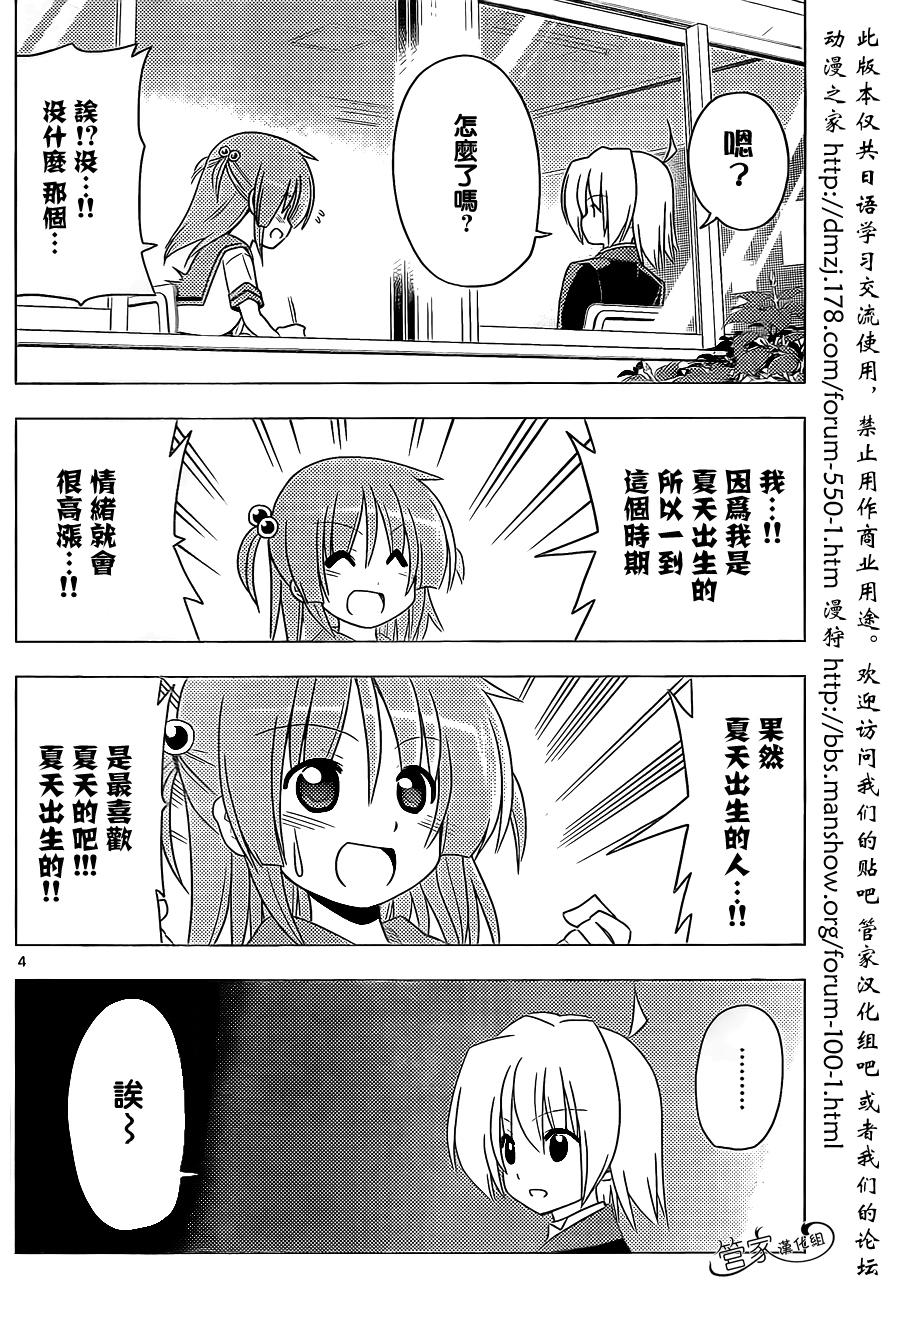 嗯？
怎麼了嗎？
誒!?没…!!
没什麼 那個…
我…!!
因爲我是
夏天出生的
所以一到
這個時期
情緒就會
很高漲…!!
果然
夏天出生的人…!!
是最喜歡
夏天的吧!!!
夏天出生的!!
4
………
誒～
管家漢化組
此版本仅共日语学习交流使用，禁止用作商业用途。欢迎访问我们的贴吧 管家汉化组吧 或者我们的论坛
动漫之家 http://dmzj.178.com/forum-550-1.htm 漫狩 http://bbs.manshow.org/forum-100-1.html